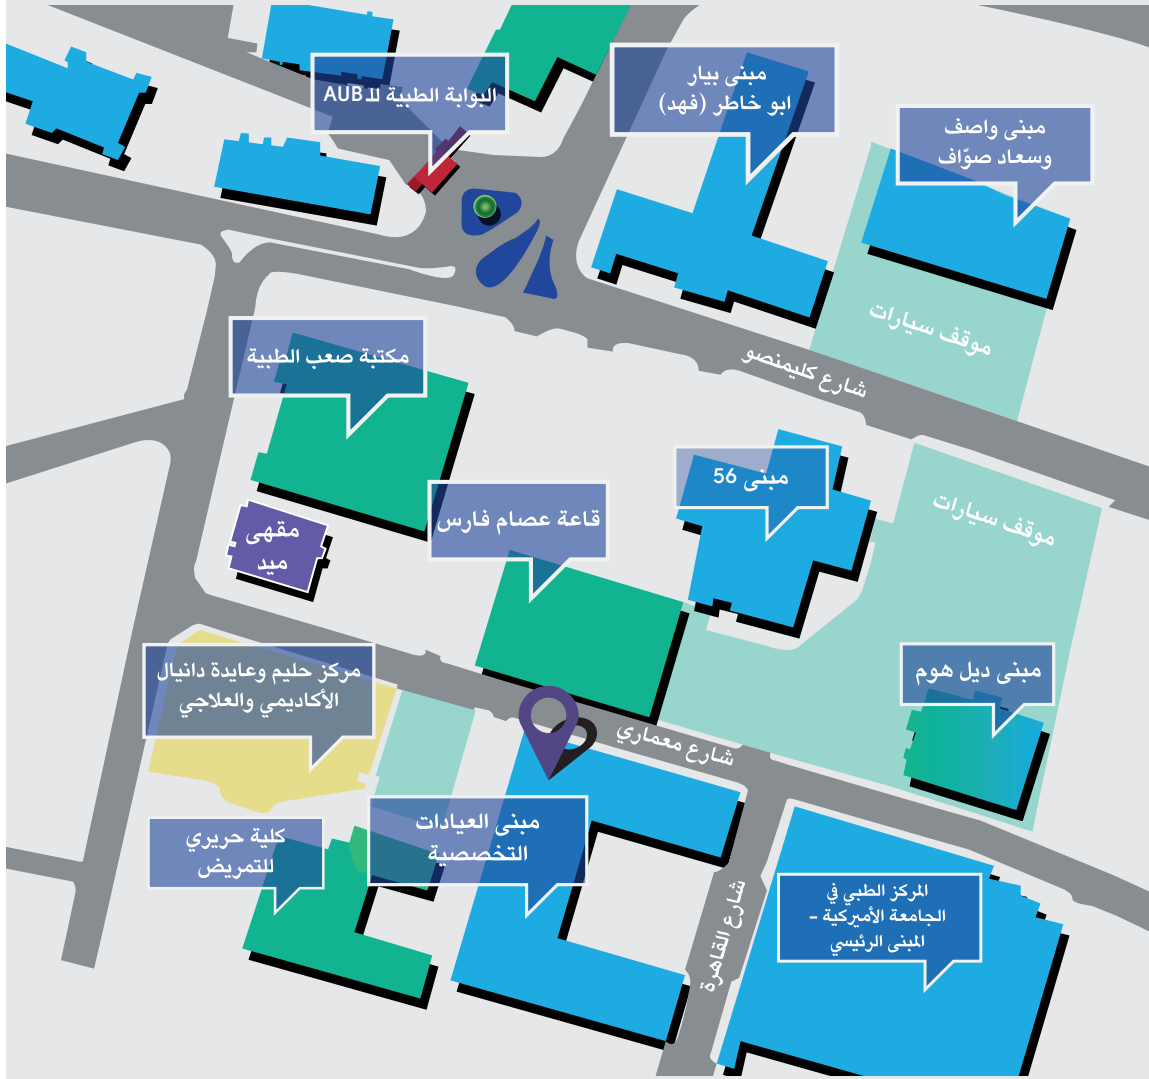 البوابة الطبية للـ AUB
مبنى بيار
ابو خاطر (فهد)
مبنى واصف
وسعاد صوّاف
موقف سيارات
شارع كليمنصو
مكتبة صعب الطبية
مبنى 56
قاعة عصام فارس
موقف سيارات
مقهى
ميد
مركز حليم وعايدة دانيال
الأكاديمي والعلاجي
مبنى ديل هوم
شارع معماري
مبنى العيادات
التخصصية
كلية حريري
للتمريض
المركز الطبي في
الجامعة الأميركية -
المبنى الرئيسي
شارع القاهرة